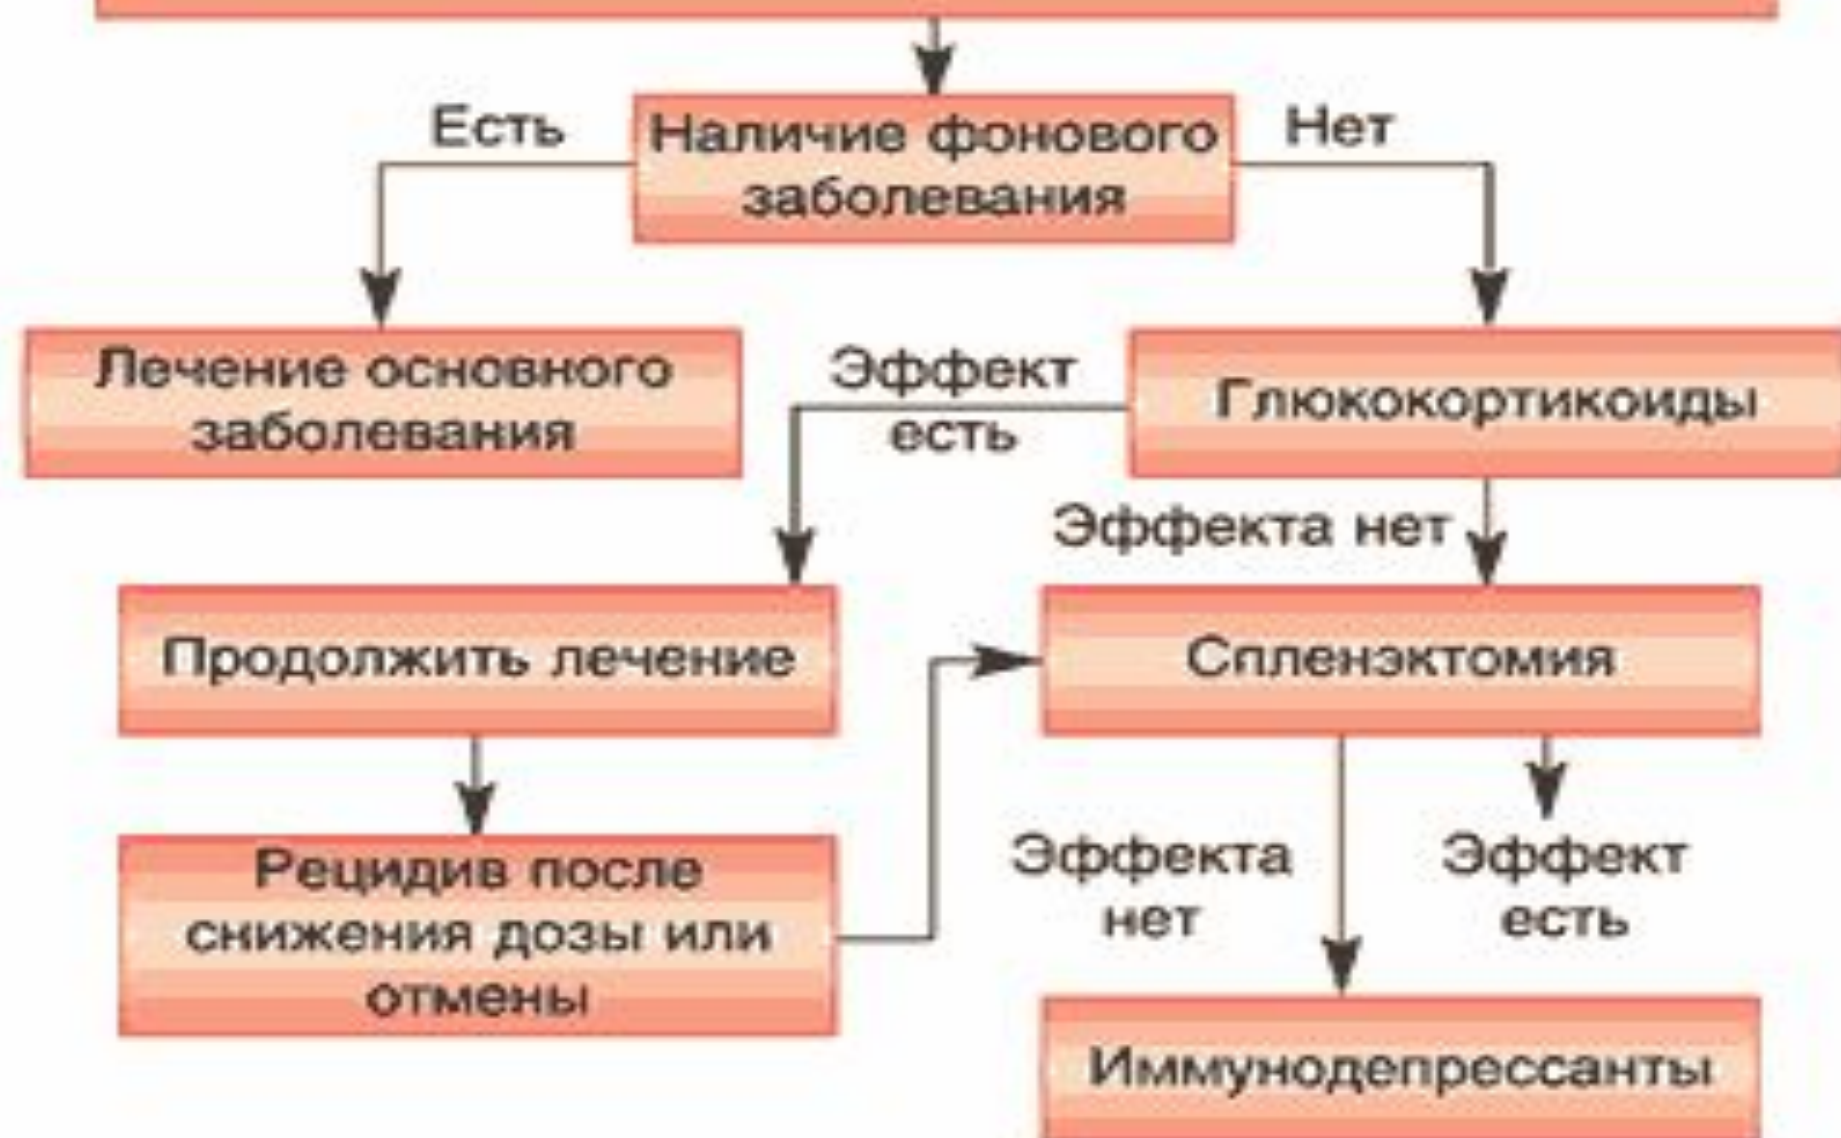 Есть
Наличие фонового
заболевания
Нет
Лечение основного
заболевания
Эффект
есть
Глюкокортикоиды
Эффекта нет
Продолжить лечение
Спленэктомия
Рецидив после
снижения дозы или
отмены
Эффекта
нет
Эффект
есть
Иммунодепрессанты